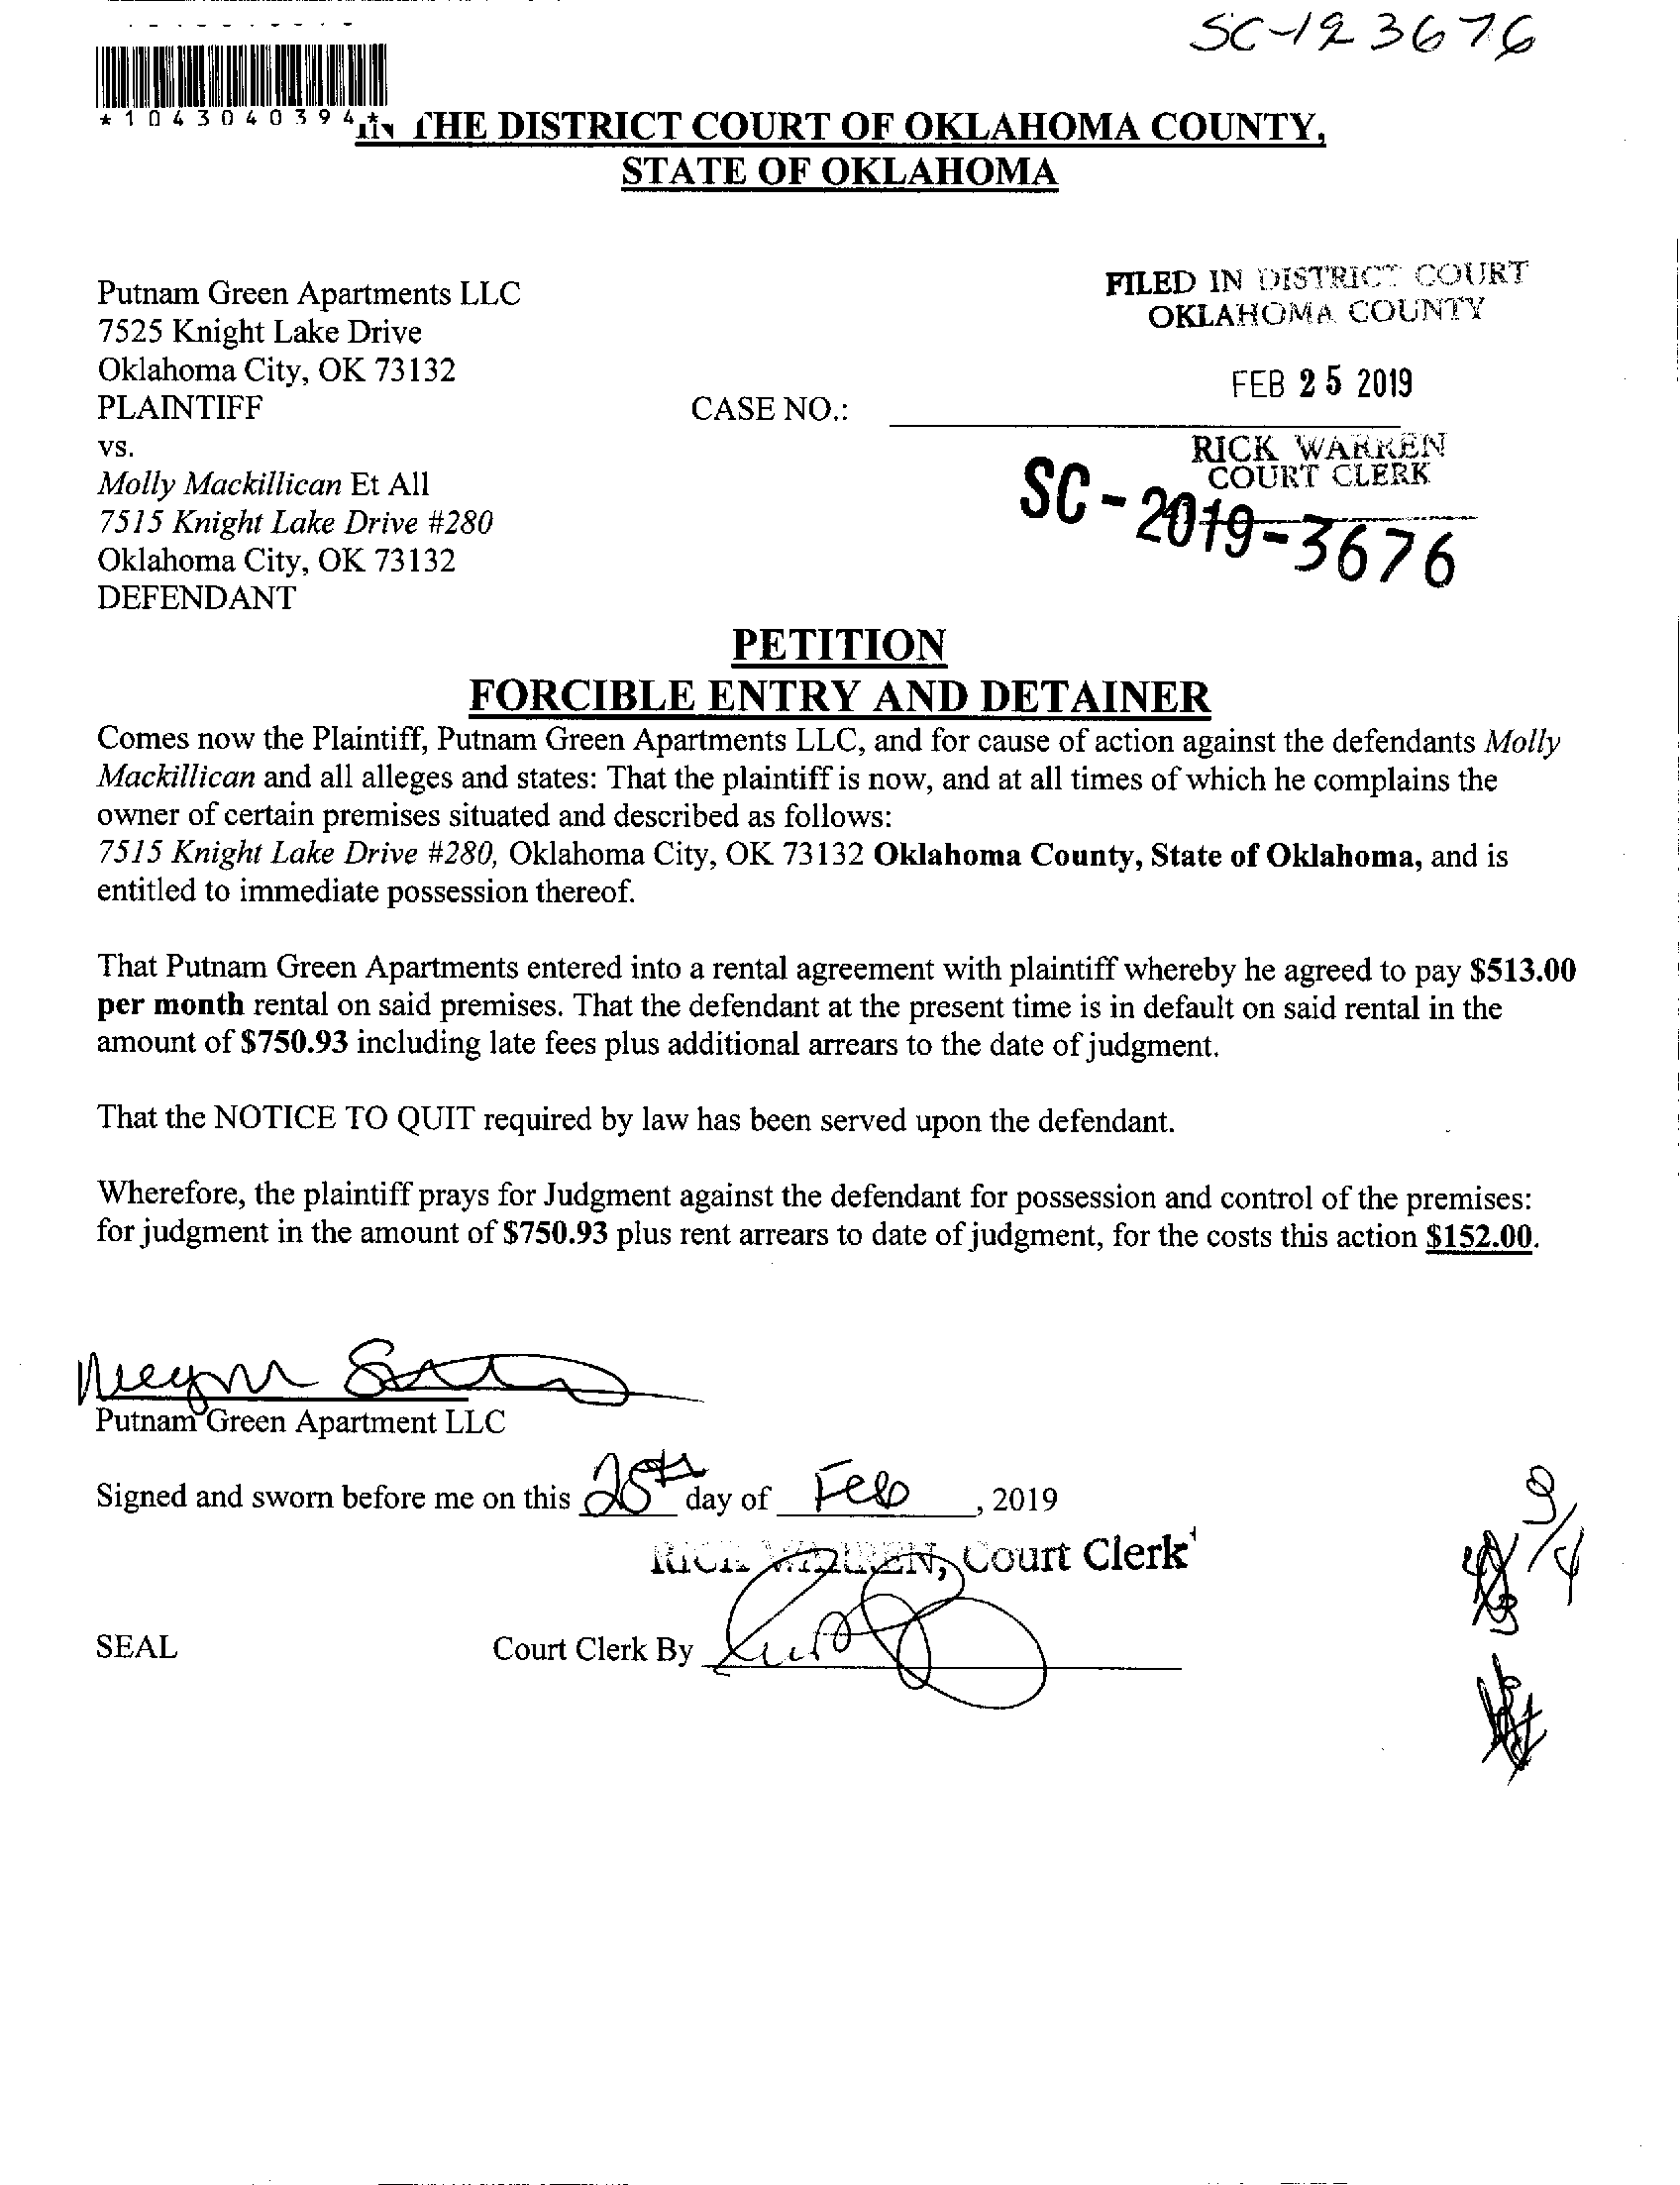 SC-19 3676
*1043040394*
IN THE DISTRICT COURT OF OKLAHOMA COUNTY,
STATE OF OKLAHOMA
Putnam Green Apartments LLC
7525 Knight Lake Drive
Oklahoma City, OK 73132
PLAINTIFF
vs.
Molly Mackillican Et All
7515 Knight Lake Drive #280
Oklahoma City, OK 73132
DEFENDANT
CASE NO.:
FILED IN DISTRICT COURT
OKLAHOMA COUNTY
FEB 25 2019
RICK WARREN
COURT CLERK
SC-2019-3676
PETITION
FORCIBLE ENTRY AND DETAINER
Comes now the Plaintiff, Putnam Green Apartments LLC, and for cause of action against the defendants Molly
Mackillican and all alleges and states: That the plaintiff is now, and at all times of which he complains the
owner of certain premises situated and described as follows:
7515 Knight Lake Drive #280, Oklahoma City, OK 73132 Oklahoma County, State of Oklahoma, and is
entitled to immediate possession thereof.
That Putnam Green Apartments entered into a rental agreement with plaintiff whereby he agreed to pay $513.00
per month rental on said premises. That the defendant at the present time is in default on said rental in the
amount of $750.93 including late fees plus additional arrears to the date of judgment.
That the NOTICE TO QUIT required by law has been served upon the defendant.
Wherefore, the plaintiff prays for Judgment against the defendant for possession and control of the premises:
for judgment in the amount of $750.93 plus rent arrears to date of judgment, for the costs this action $152.00.
Putnam Green Apartment LLC
Signed and sworn before me on this 25th day of Feb, 2019
RICK WARREN, Court Clerk
SEAL
Court Clerk By